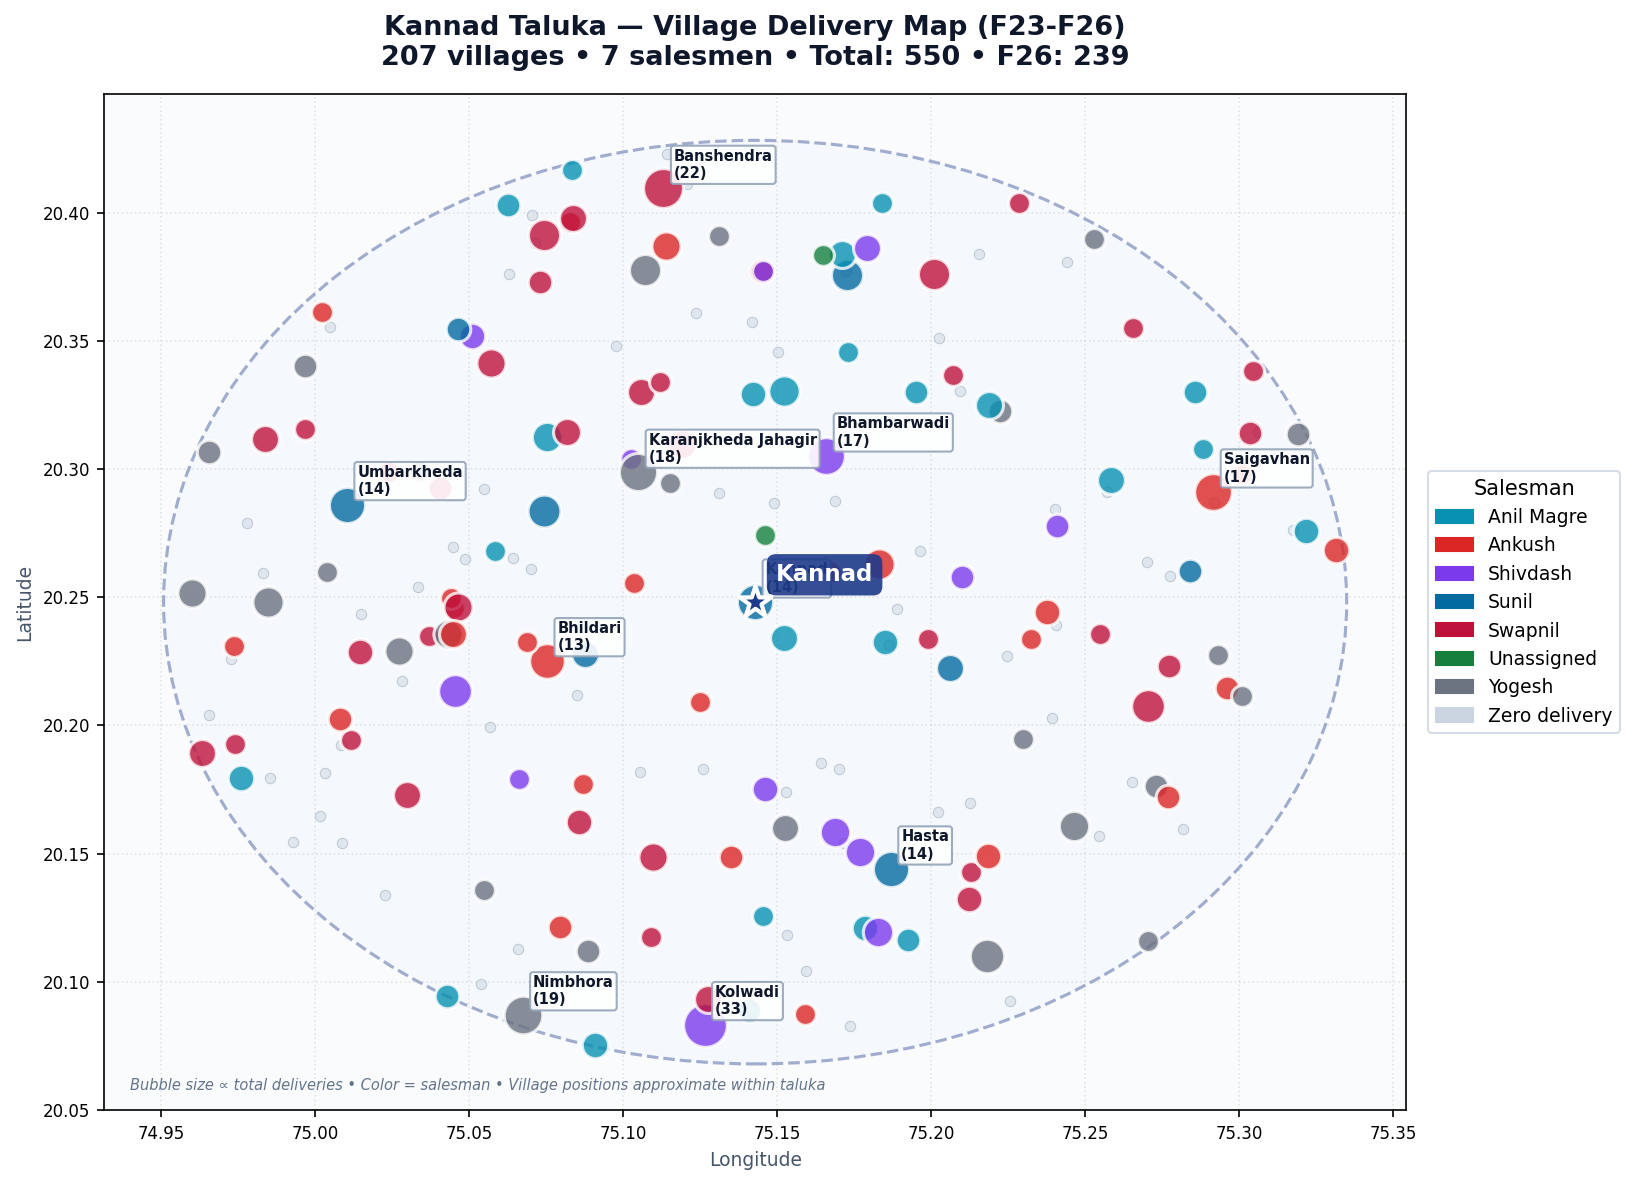 Kannad Taluka — Village Delivery Map (F23-F26)
207 villages • 7 salesmen • Total: 550 • F26: 239
Latitude
20.40
20.35
20.30
20.25
20.20
20.15
20.10
20.05
Banshendra
(22)
Bhambarwadi
(17)
Karanjkheda Jahagir
(18)
Saigavhan
(17)
Umbarkheda
(14)
Kannad
(14)
Bhildari
(13)
Hasta
(14)
Nimbhora
(19)
Kolwadi
(33)
Bubble size ∝ total deliveries • Color = salesman • Village positions approximate within taluka
74.95 75.00 75.05 75.10 75.15 75.20 75.25 75.30 75.35
Longitude
Salesman
Anil Magre
Ankush
Shivdash
Sunil
Swapnil
Unassigned
Yogesh
Zero delivery